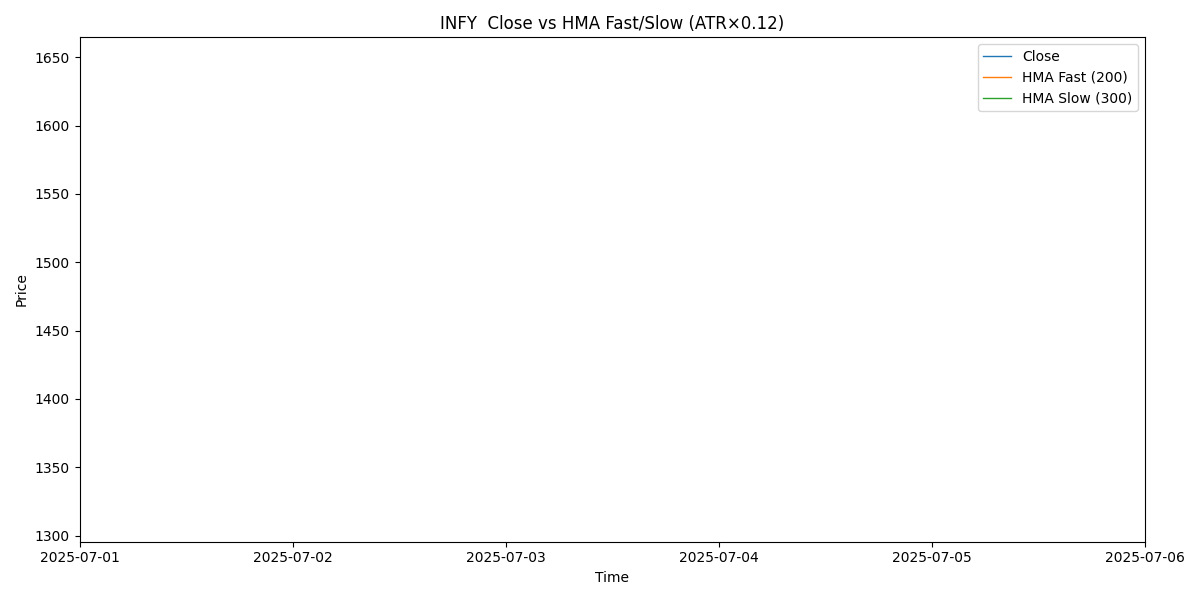 INFY  Close vs HMA Fast/Slow (ATR×0.12)
Close
HMA Fast (200)
HMA Slow (300)
Price
1650
1600
1550
1500
1450
1400
1350
1300
2025-07-01
2025-07-02
2025-07-03
2025-07-04
2025-07-05
2025-07-06
Time